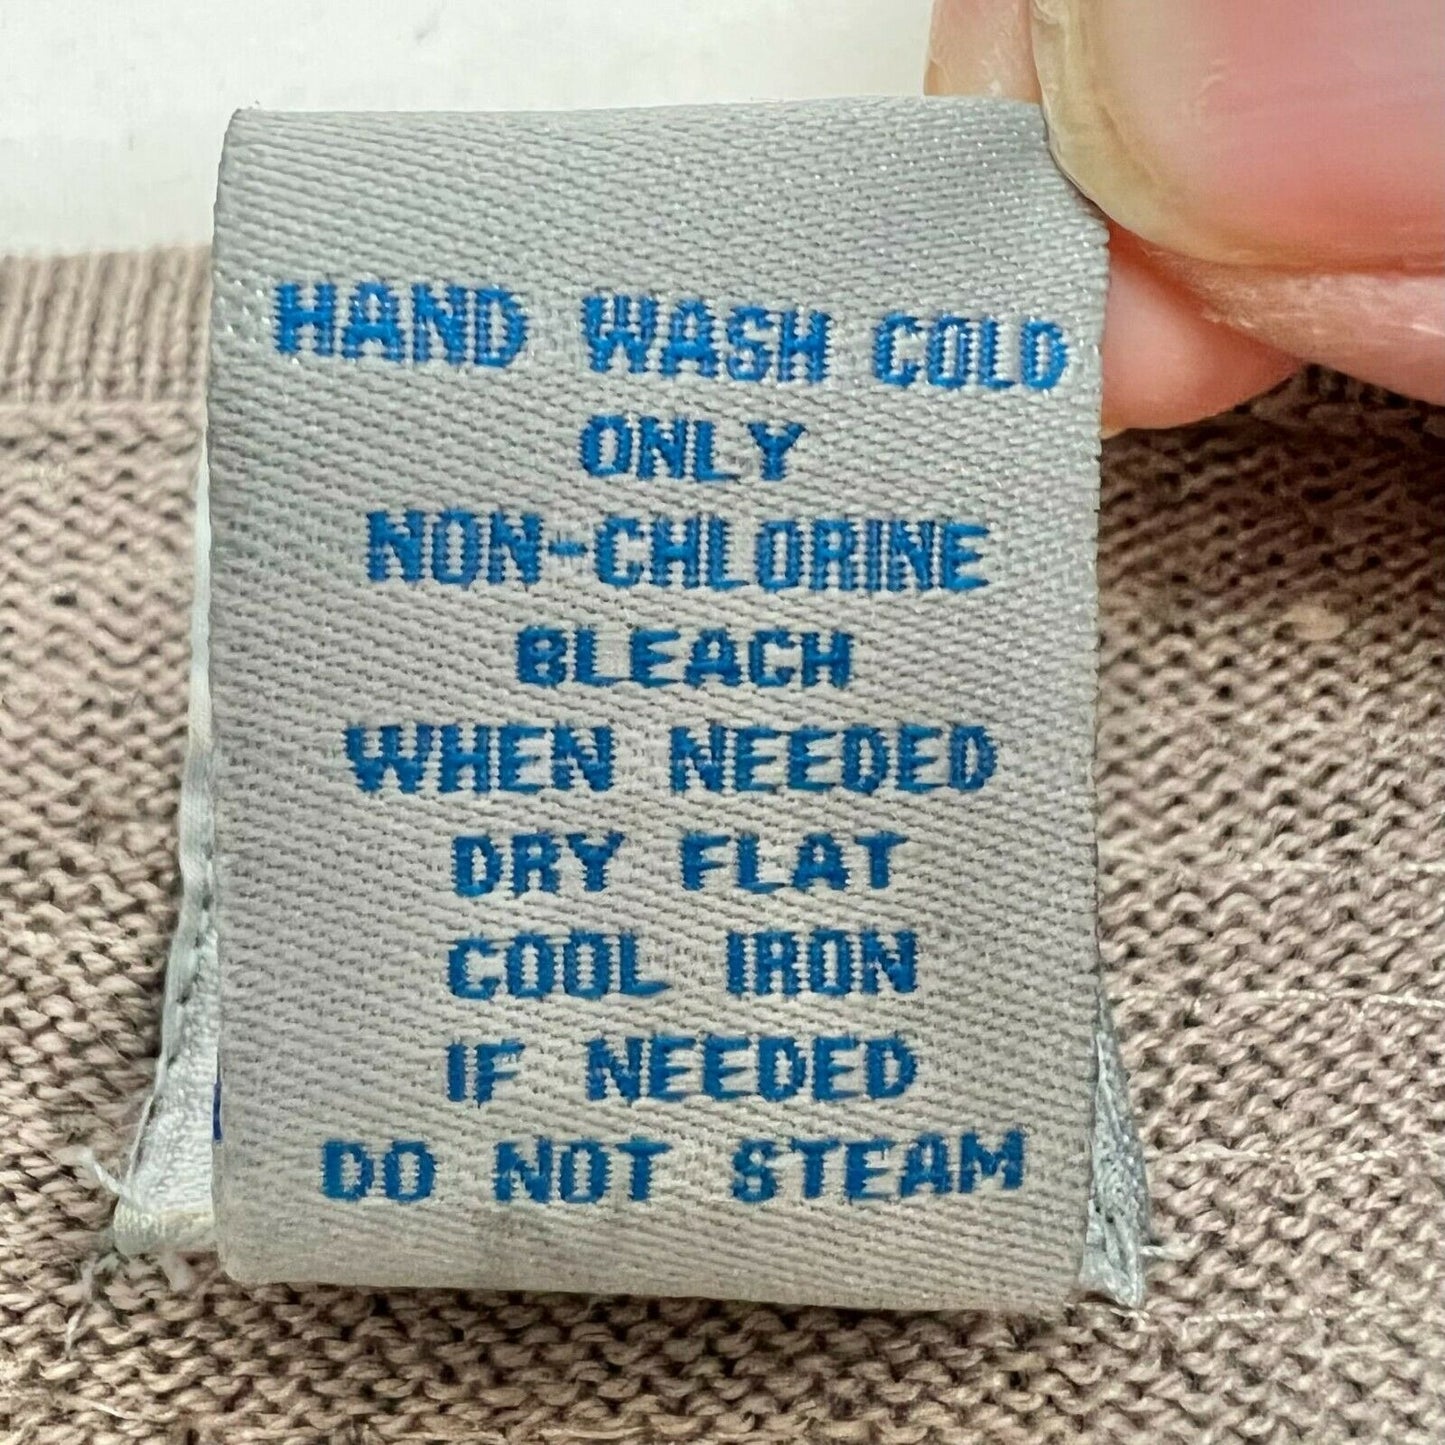 HAND WASH COLD
ONLY
NON-CHLORINE
BLEACH
WHEN NEEDED
DRY FLAT
COOL IRON
IF NEEDED
DO NOT STEAM